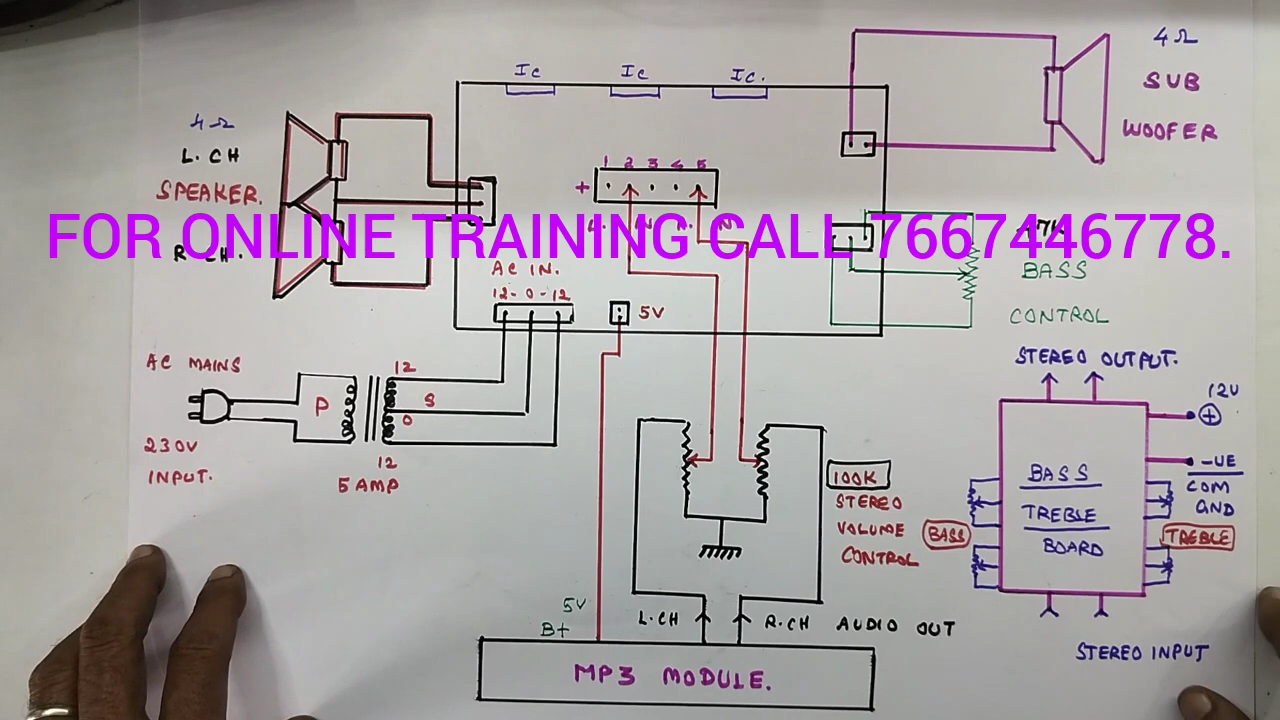 4Ω
SUB
WOOFER
Ic
Ic
Ic.
4Ω
L. CH
SPEAKER.
R. CH.
1 2 3 4 5
+
FOR ONLINE TRAINING CALL 7667446778.
AC IN.
12-0-12
5V
BASS
CONTROL
AC MAINS
230V
INPUT.
P
12
S
0
12
5 AMP
100K
STEREO
VOLUME
CONTROL
STEREO OUTPUT.
12V
+
-UE
COM
GND
BASS
TREBLE
BOARD
BASS
TREBLE
STEREO INPUT
5V
B+
L.CH
R.CH AUDIO OUT
MP3 MODULE.